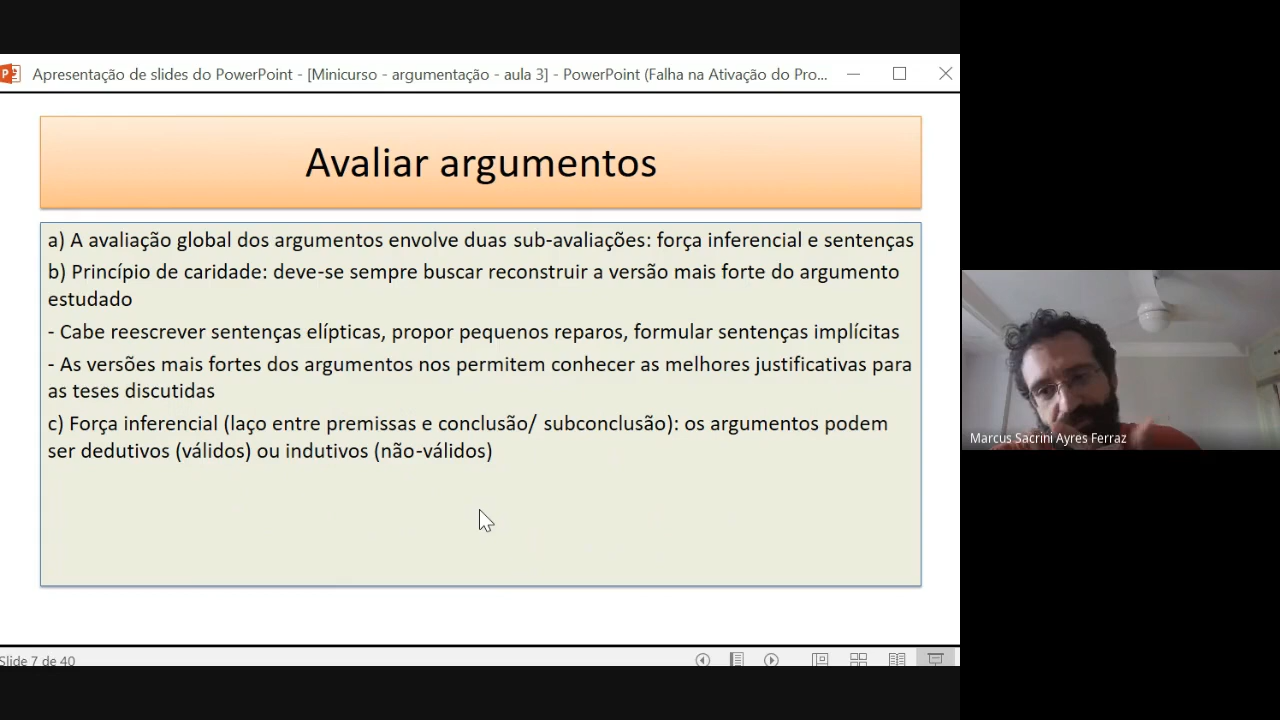 Apresentação de slides do PowerPoint - [Minicurso - argumentação - aula 3] - PowerPoint (Falha na Ativação do Pro...
Avaliar argumentos
a) A avaliação global dos argumentos envolve duas sub-avaliações: força inferencial e sentenças
b) Princípio de caridade: deve-se sempre buscar reconstruir a versão mais forte do argumento
estudado
- Cabe reescrever sentenças elípticas, propor pequenos reparos, formular sentenças implícitas
- As versões mais fortes dos argumentos nos permitem conhecer as melhores justificativas para
as teses discutidas
c) Força inferencial (laço entre premissas e conclusão/ subconclusão): os argumentos podem
ser dedutivos (válidos) ou indutivos (não-válidos)
Marcus Sacrini Ayres Ferraz
Slide 7 de 40